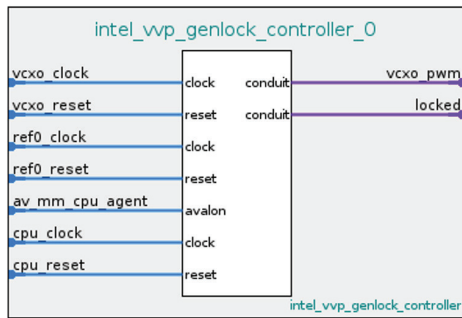 intel_vvp_genlock_controller_0
vcxo_clock clock conduit vcxo_pwm
vcxo_reset reset conduit locked
ref0_clock clock
ref0_reset reset
av_mm_cpu_agent avalon
cpu_clock clock
cpu_reset reset
intel_vvp_genlock_controller